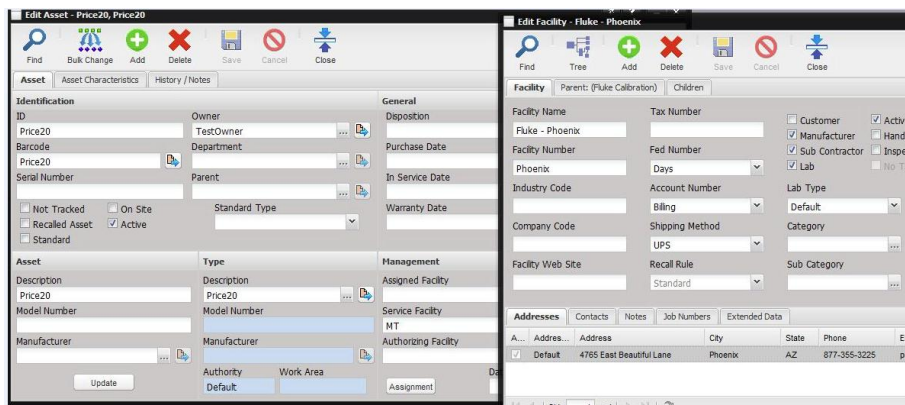 Edit Asset - Price20, Price20
Find
Bulk Change
Add
Delete
Save
Cancel
Close
Asset
Asset Characteristics
History / Notes
Identification
General
ID
Owner
Disposition
Price20
TestOwner
...
Barcode
Department
Purchase Date
Price20
...
Serial Number
Parent
In Service Date
...
Not Tracked
On Site
Standard Type
Warranty Date
Recalled Asset
Active
Standard
Asset
Type
Management
Description
Description
Assigned Facility
Price20
Price20
...
Model Number
Model Number
Service Facility
MT
Manufacturer
Manufacturer
Authorizing Facility
...
Authority
Work Area
Update
Default
Assignment
Edit Facility - Fluke - Phoenix
Find
Tree
Add
Delete
Save
Cancel
Close
Facility
Parent: (Fluke Calibration)
Children
Facility Name
Tax Number
Customer
Fluke - Phoenix
Manufacturer
Facility Number
Fed Number
Sub Contractor
Phoenix
Days
Lab
Industry Code
Account Number
Lab Type
Billing
Default
Company Code
Shipping Method
Category
UPS
...
Facility Web Site
Recall Rule
Sub Category
Standard
...
Addresses
Contacts
Notes
Job Numbers
Extended Data
A...
Addres...
Address
City
State
Phone
Default
4765 East Beautiful Lane
Phoenix
AZ
877-355-3225